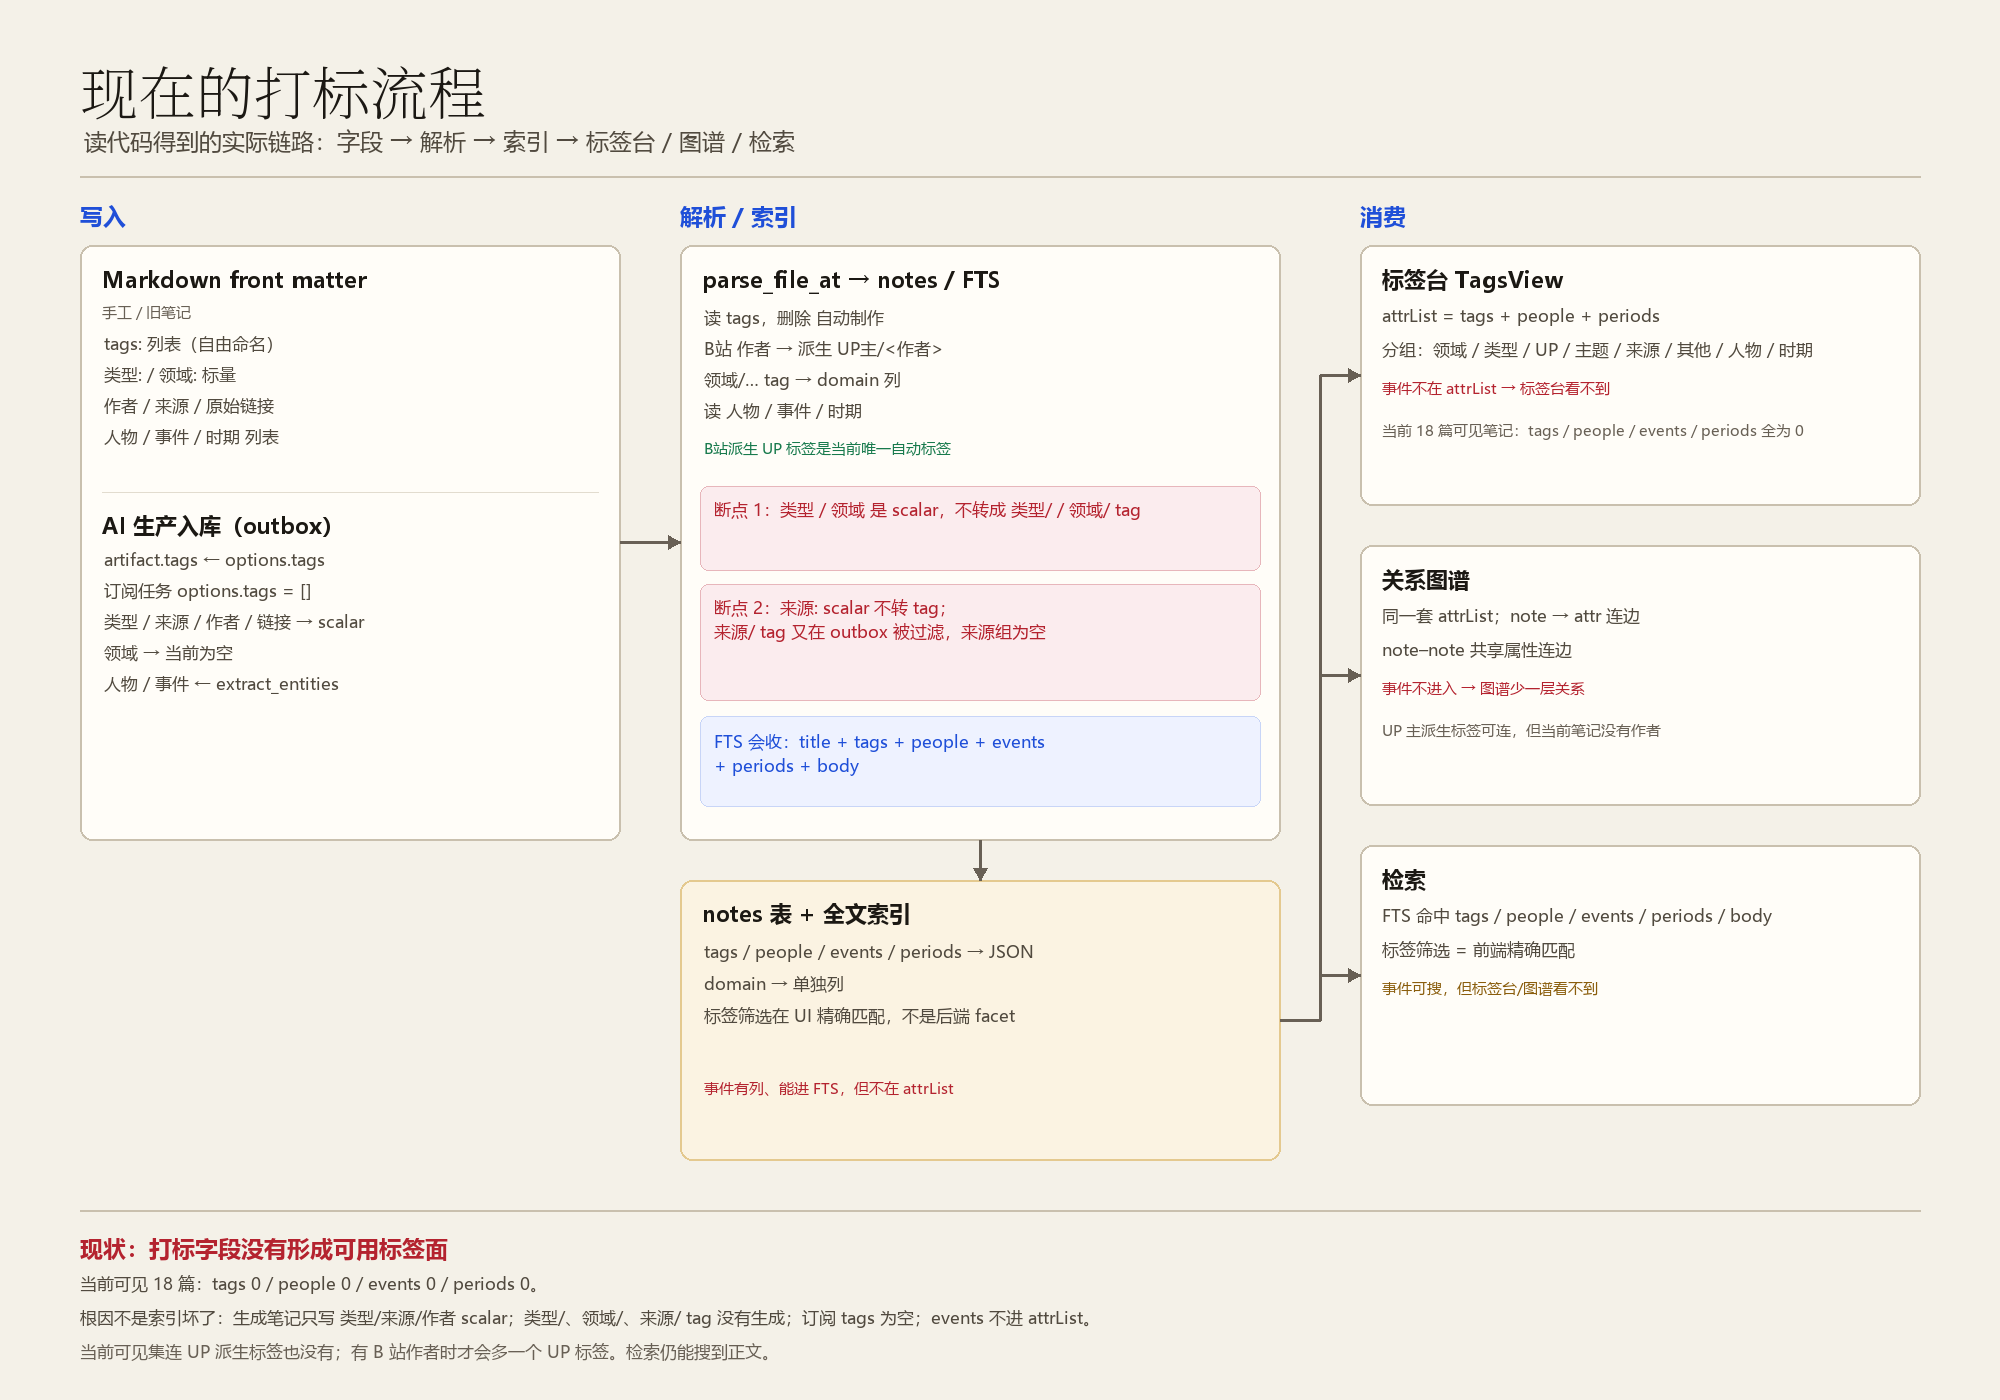 现在的打标流程
读代码得到的实际链路：字段 → 解析 → 索引 → 标签台 / 图谱 / 检索
写入
Markdown front matter
手工 / 旧笔记
tags: 列表（自由命名）
类型: / 领域: 标量
作者 / 来源 / 原始链接
人物 / 事件 / 时期 列表
AI 生产入库（outbox）
artifact.tags ← options.tags
订阅任务 options.tags = []
类型 / 来源 / 作者 / 链接 → scalar
领域 → 当前为空
人物 / 事件 ← extract_entities
解析 / 索引
parse_file_at → notes / FTS
读 tags，删除 自动制作
B站 作者 → 派生 UP主/<作者>
领域/... tag → domain 列
读 人物 / 事件 / 时期
B站派生 UP 标签是当前唯一自动标签
断点 1：类型 / 领域 是 scalar，不转成 类型/ / 领域/ tag
断点 2：来源: scalar 不转 tag；
来源/ tag 又在 outbox 被过滤，来源组为空
FTS 会收：title + tags + people + events
+ periods + body
notes 表 + 全文索引
tags / people / events / periods → JSON
domain → 单独列
标签筛选在 UI 精确匹配，不是后端 facet
事件有列、能进 FTS，但不在 attrList
消费
标签台 TagsView
attrList = tags + people + periods
分组：领域 / 类型 / UP / 主题 / 来源 / 其他 / 人物 / 时期
事件不在 attrList → 标签台看不到
当前 18 篇可见笔记：tags / people / events / periods 全为 0
关系图谱
同一套 attrList；note → attr 连边
note–note 共享属性连边
事件不进入 → 图谱少一层关系
UP 主派生标签可连，但当前笔记没有作者
检索
FTS 命中 tags / people / events / periods / body
标签筛选 = 前端精确匹配
事件可搜，但标签台/图谱看不到
现状：打标字段没有形成可用标签面
当前可见 18 篇：tags 0 / people 0 / events 0 / periods 0。
根因不是索引坏了：生成笔记只写 类型/来源/作者 scalar；类型/、领域/、来源/ tag 没有生成；订阅 tags 为空；events 不进 attrList。
当前可见集连 UP 派生标签也没有；有 B 站作者时才会多一个 UP 标签。检索仍能搜到正文。